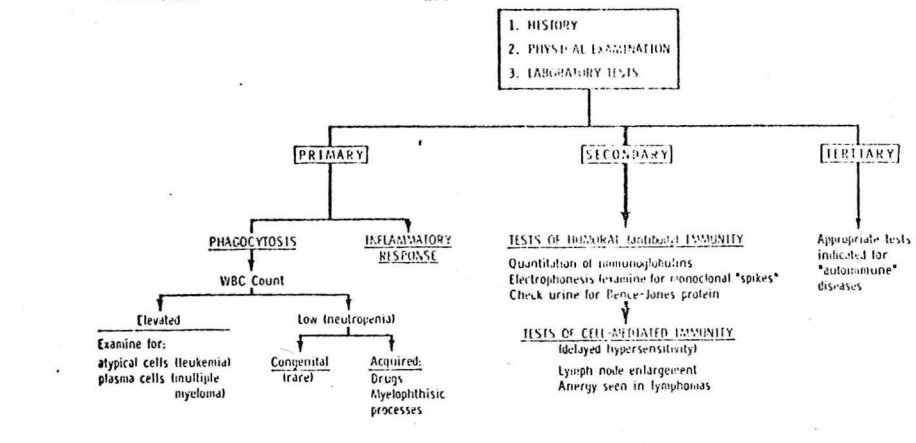 1. HISTORY
2. PHYSICAL EXAMINATION
3. LABORATORY TESTS
PRIMARY
SECONDARY
TERTIARY
PHAGOCYTOSIS
INFLAMMATORY
RESPONSE
WBC Count
Elevated
Examine for:
atypical cells (leukemia)
plasma cells (multiple
myeloma)
Low (neutropenia)
Congenital
(rare)
Acquired:
Drugs
Myelophthisic
processes
TESTS OF HUMORAL (antibody) IMMUNITY
Quantitation of immunoglobulins
Electrophoresis (examine for monoclonal "spikes"
Check urine for Bence-Jones protein
TESTS OF CELL-MEDIATED IMMUNITY
(delayed hypersensitivity)
Lymph node enlargement
Anergy seen in lymphomas
Appropriate tests
indicated for
"autoimmune"
diseases